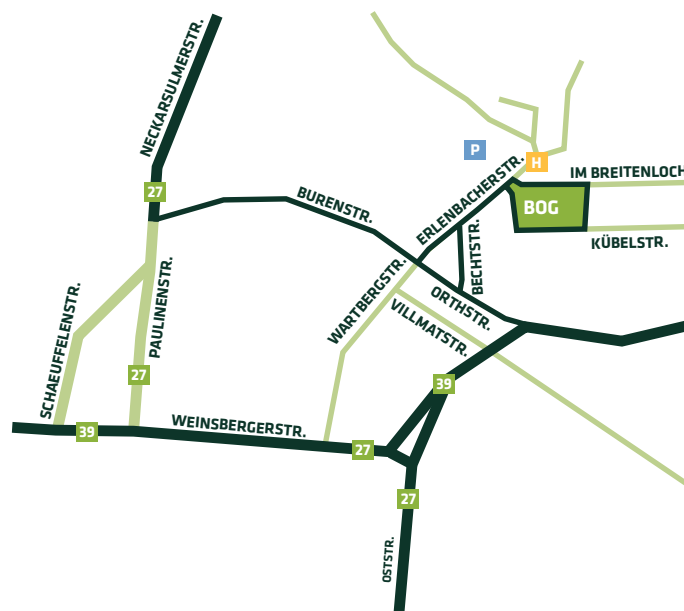 NECKARSULMERSTR.
P
H
ERLENBACHERSTR.
IM BREITENLOCH
27
BURENSTR.
BOG
KÜBELSTR.
BECHTSTR.
WARTBERGSTR.
ORTHSTR.
VILLMATSTR.
PAULINENSTR.
SCHAEUFFELENSTR.
27
39
39
WEINSBERGERSTR.
27
27
OSTSTR.